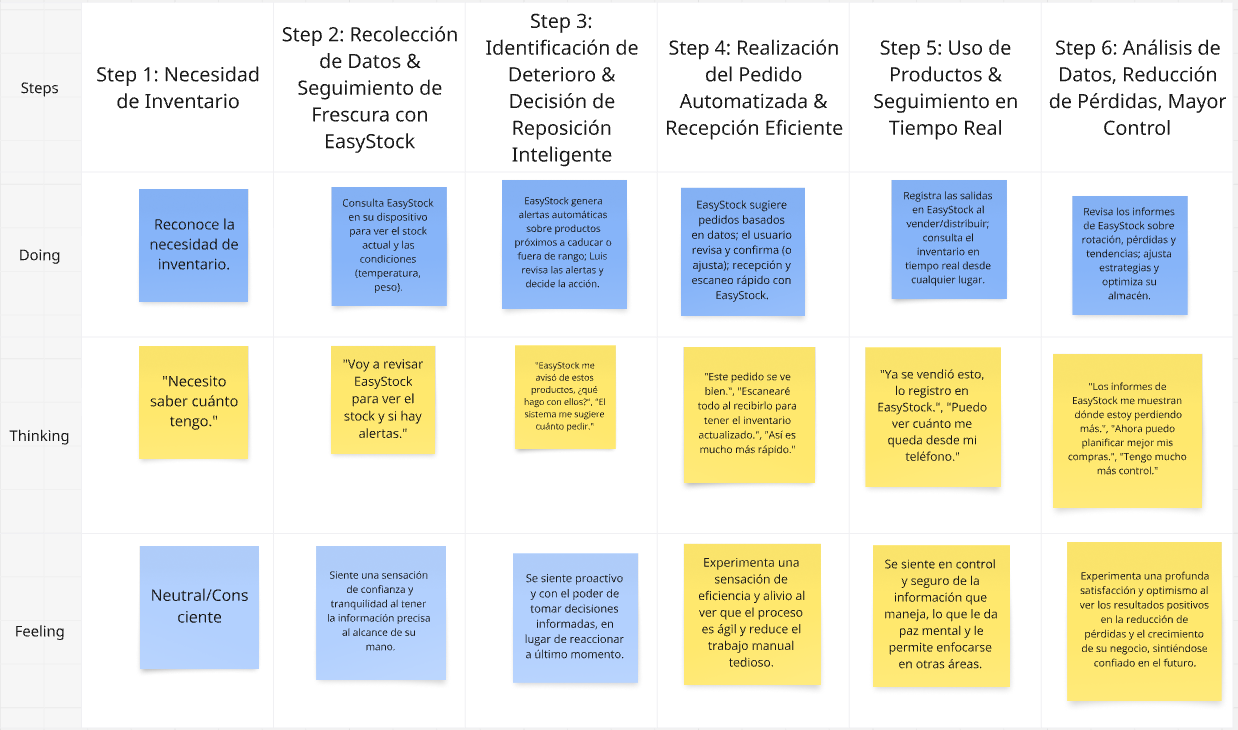 Steps
Step 1: Necesidad
de Inventario
Step 2: Recolección
de Datos &
Seguimiento de
Frescura con
EasyStock
Step 3:
Identificación de
Deterioro &
Decisión de
Reposición
Inteligente
Step 4: Realización
del Pedido
Automatizada &
Recepción Eficiente
Step 5: Uso de
Productos &
Seguimiento en
Tiempo Real
Step 6: Análisis de
Datos, Reducción
de Pérdidas, Mayor
Control
Doing
Reconoce la
necesidad de
inventario.
Consulta EasyStock
en su dispositivo
para ver el stock
actual y las
condiciones
(temperatura,
peso).
EasyStock genera
alertas automáticas
sobre productos
próximos a caducar o
fuera de rango; Luis
revisa las alertas y
decide la acción.
EasyStock sugiere
pedidos basados
en datos; el usuario
revisa y confirma (o
ajusta); recepción y
escaneo rápido con
EasyStock.
Registra las salidas
en EasyStock al
vender/distribuir;
consulta el
inventario en
tiempo real desde
cualquier lugar.
Revisa los informes
de EasyStock sobre
rotación, pérdidas y
tendencias; ajusta
estrategias y
optimiza su
almacén.
Thinking
"Necesito
saber cuánto
tengo."
"Voy a revisar
EasyStock
para ver el
stock y si hay
alertas."
"EasyStock me
avisó de estos
productos, ¿qué
hago con ellos?", "El
sistema me sugiere
cuánto pedir."
"Este pedido se ve
bien.", "Escanearé
todo al recibirlo para
tener el inventario
actualizado.", "Así es
mucho más rápido."
"Ya se vendió esto,
lo registro en
EasyStock.", "Puedo
ver cuánto me
queda desde mi
teléfono."
"Los informes de
EasyStock me muestran
dónde estoy perdiendo
más.", "Ahora puedo
planificar mejor mis
compras.", "Tengo mucho
más control."
Feeling
Neutral/Cons
ciente
Siente una sensación
de confianza y
tranquilidad al tener
la información precisa
al alcance de su
mano.
Se siente proactivo
y con el poder de
tomar decisiones
informadas, en
lugar de reaccionar
a último momento.
Experimenta una
sensación de
eficiencia y alivio al
ver que el proceso
es ágil y reduce el
trabajo manual
tedioso.
Se siente en control
y seguro de la
información que
maneja, lo que le da
paz mental y le
permite enfocarse
en otras áreas.
Experimenta una profunda
satisfacción y optimismo al
ver los resultados positivos
en la reducción de
pérdidas y el crecimiento
de su negocio, sintiéndose
confiado en el futuro.